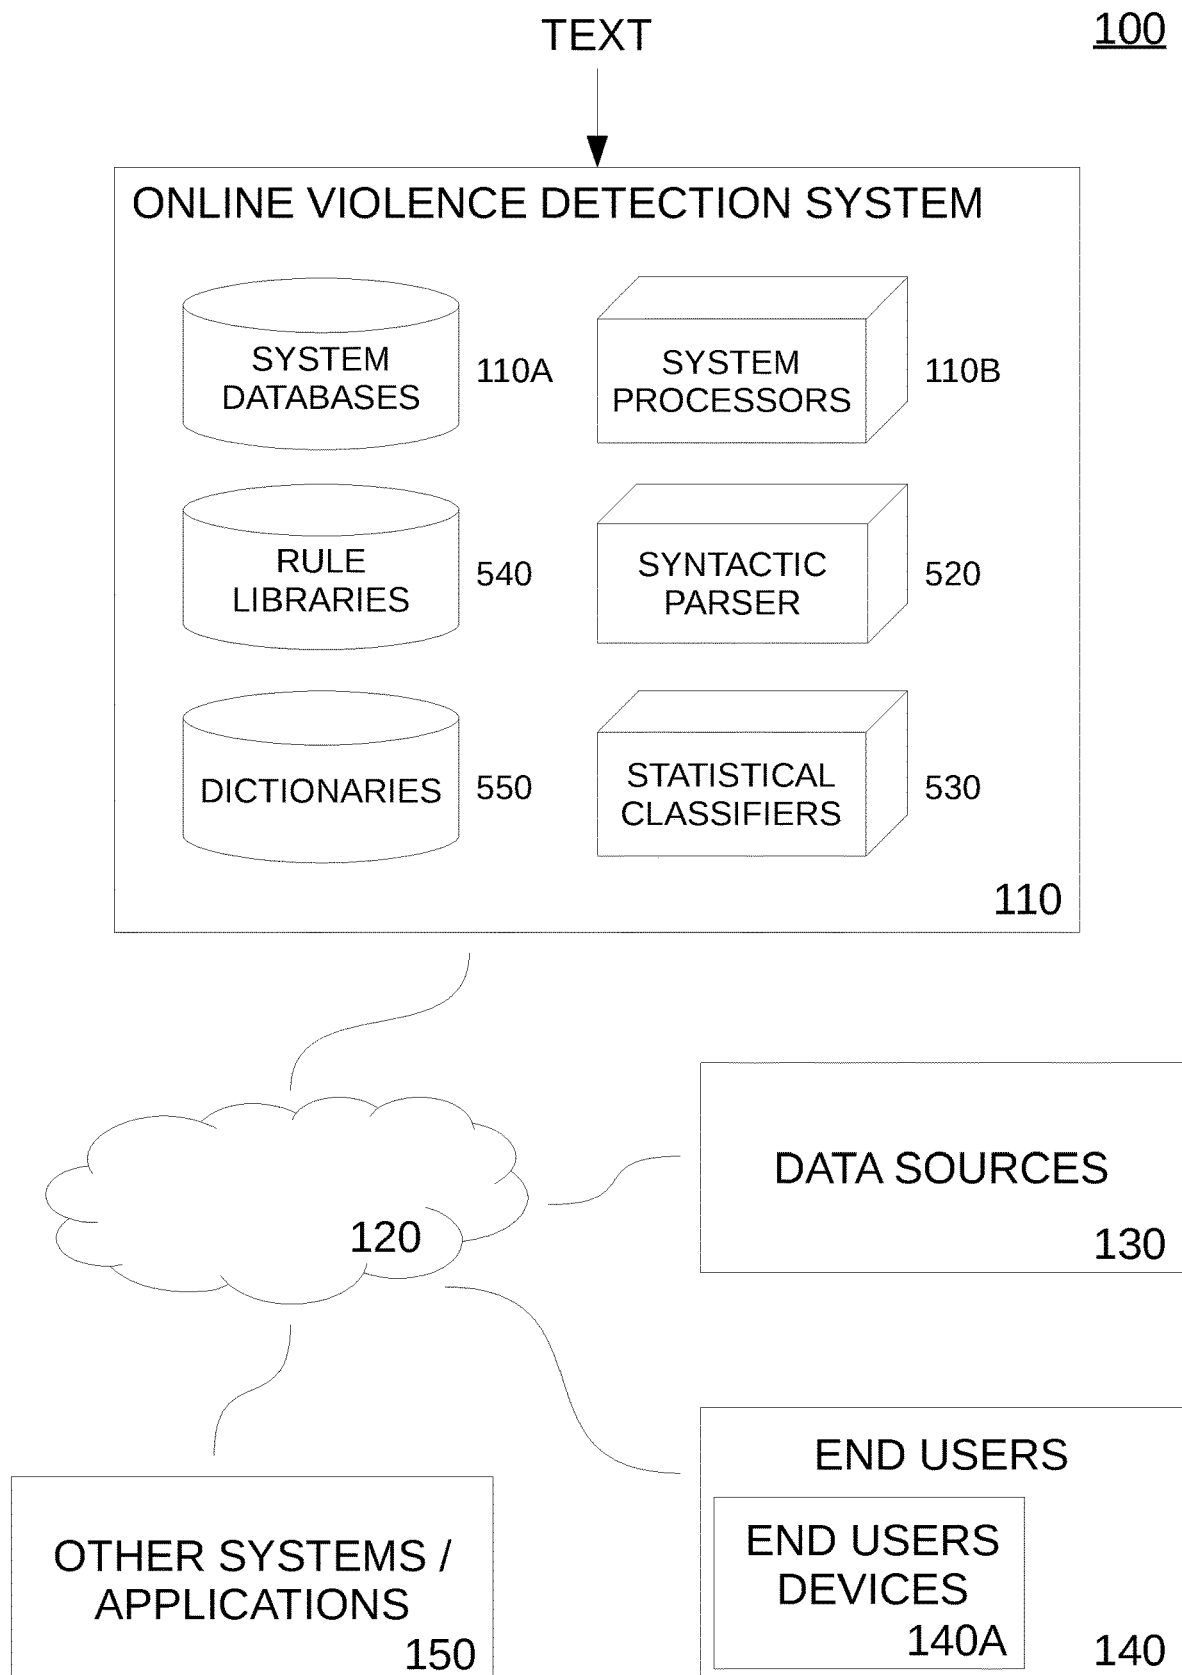 TEXT
100
ONLINE VIOLENCE DETECTION SYSTEM
SYSTEM
DATABASES
110A
SYSTEM
PROCESSORS
110B
RULE
LIBRARIES
540
SYNTACTIC
PARSER
520
DICTIONARIES
550
STATISTICAL
CLASSIFIERS
530
110
120
DATA SOURCES
130
END USERS
END USERS
DEVICES
140A
140
OTHER SYSTEMS /
APPLICATIONS
150